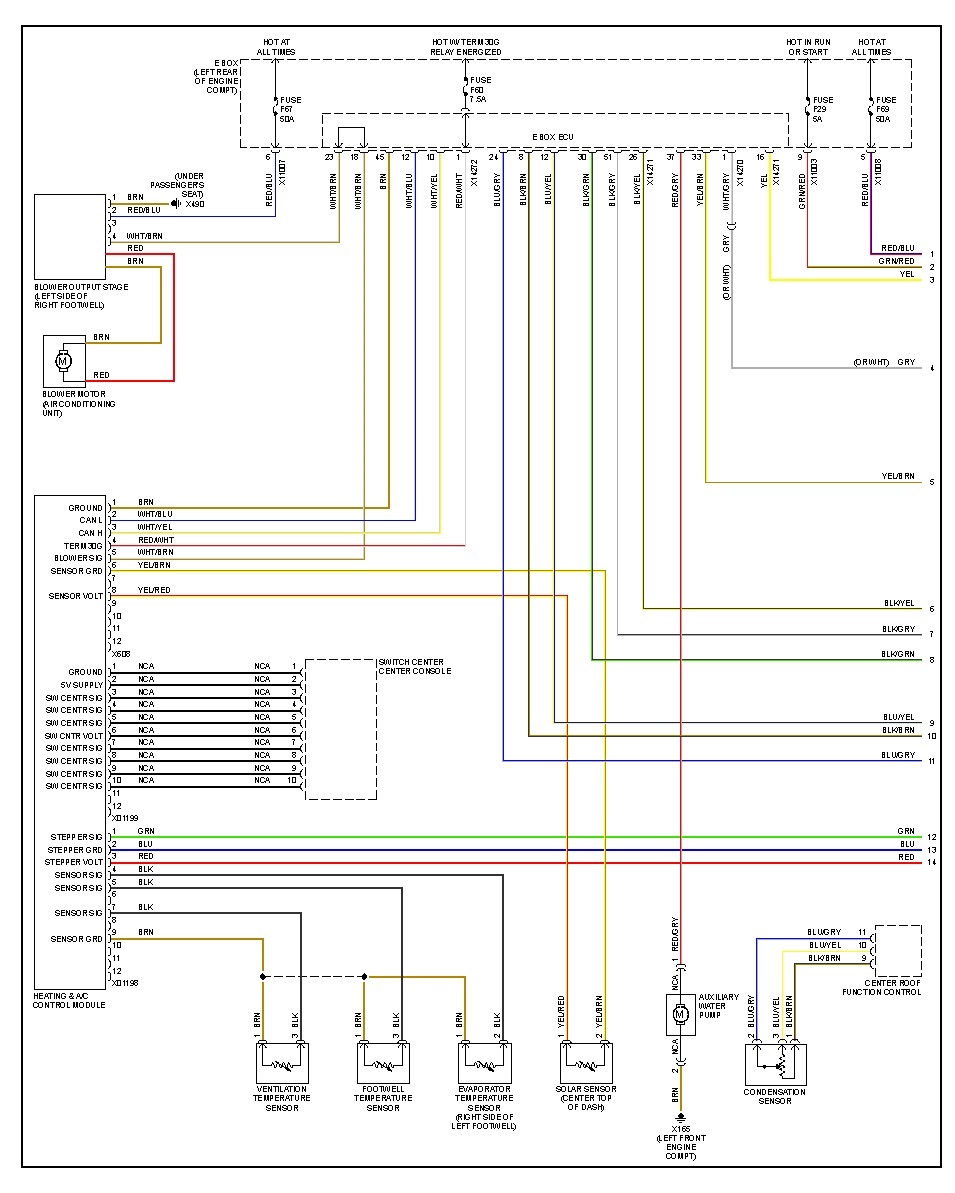 HOT AT
ALL TIMES
HOT W/TERM 30G
RELAY ENERGIZED
HOT IN RUN
OR START
HOT AT
ALL TIMES
E BOX
(LEFT REAR
OF ENGINE
COMPT)
FUSE
F67
50A
FUSE
F60
7.5A
FUSE
F29
5A
FUSE
F69
50A
E BOX ECU
6 23 18 45 12 10 1 24 8 12 30 51 26 37 33 1 16 9 5
RED/BLU
X11007
WHT/BRN
WHT/BRN
BRN
WHT/BLU
WHT/YEL
RED/WHT
X14272
BLU/GRY
BLK/BRN
BLU/YEL
BLK/GRN
BLK/GRY
BLK/YEL
X14271
RED/GRY
YEL/BRN
WHT/GRY
X14270
YEL
X14271
GRN/RED
X11003
RED/BLU
X11008
GRY
(OR WHT)
(UNDER
PASSENGER'S
SEAT)
X490
1 BRN
2 RED/BLU
3
4 WHT/BRN
RED
BRN
BLOWER OUTPUT STAGE
(LEFT SIDE OF
RIGHT FOOTWELL)
BRN
M
RED
BLOWER MOTOR
(AIR CONDITIONING
UNIT)
RED/BLU 1
GRN/RED 2
YEL 3
(OR WHT) GRY 4
YEL/BRN 5
BLK/YEL 6
BLK/GRY 7
BLK/GRN 8
BLU/YEL 9
BLK/BRN 10
BLU/GRY 11
GROUND 1 BRN
CAN L 2 WHT/BLU
CAN H 3 WHT/YEL
TERM 30G 4 RED/WHT
BLOWER SIG 5 WHT/BRN
SENSOR GRD 6 YEL/BRN
7
SENSOR VOLT 8 YEL/RED
9
10
11
12
X608
GROUND 1 NCA NCA 1
5V SUPPLY 2 NCA NCA 2
SW CENTR SIG 3 NCA NCA 3
SW CENTR SIG 4 NCA NCA 4
SW CENTR SIG 5 NCA NCA 5
SW CNTR VOLT 6 NCA NCA 6
SW CENTR SIG 7 NCA NCA 7
SW CENTR SIG 8 NCA NCA 8
SW CENTR SIG 9 NCA NCA 9
SW CENTR SIG 10 NCA NCA 10
11
12
X01199
SWITCH CENTER
CENTER CONSOLE
STEPPER SIG 1 GRN GRN 12
STEPPER GRD 2 BLU BLU 13
STEPPER VOLT 3 RED RED 14
SENSOR SIG 4 BLK
SENSOR SIG 5 BLK
6
SENSOR SIG 7 BLK
8
SENSOR GRD 9 BRN
10
11
12
X01198
HEATING & A/C
CONTROL MODULE
1 BRN
3 BLK
VENTILATION
TEMPERATURE
SENSOR
1 BRN
3 BLK
FOOTWELL
TEMPERATURE
SENSOR
1 BRN
2 BLK
EVAPORATOR
TEMPERATURE
SENSOR
(RIGHT SIDE OF
LEFT FOOTWELL)
1 YEL/RED
2 YEL/BRN
SOLAR SENSOR
(CENTER TOP
OF DASH)
1 RED/GRY
NCA
M
AUXILIARY
WATER
PUMP
NCA
2
BRN
X165
(LEFT FRONT
ENGINE
COMPT)
BLU/GRY 11
BLU/YEL 10
BLK/BRN 9
CENTER ROOF
FUNCTION CONTROL
2 BLU/GRY
3 BLU/YEL
1 BLK/BRN
CONDENSATION
SENSOR